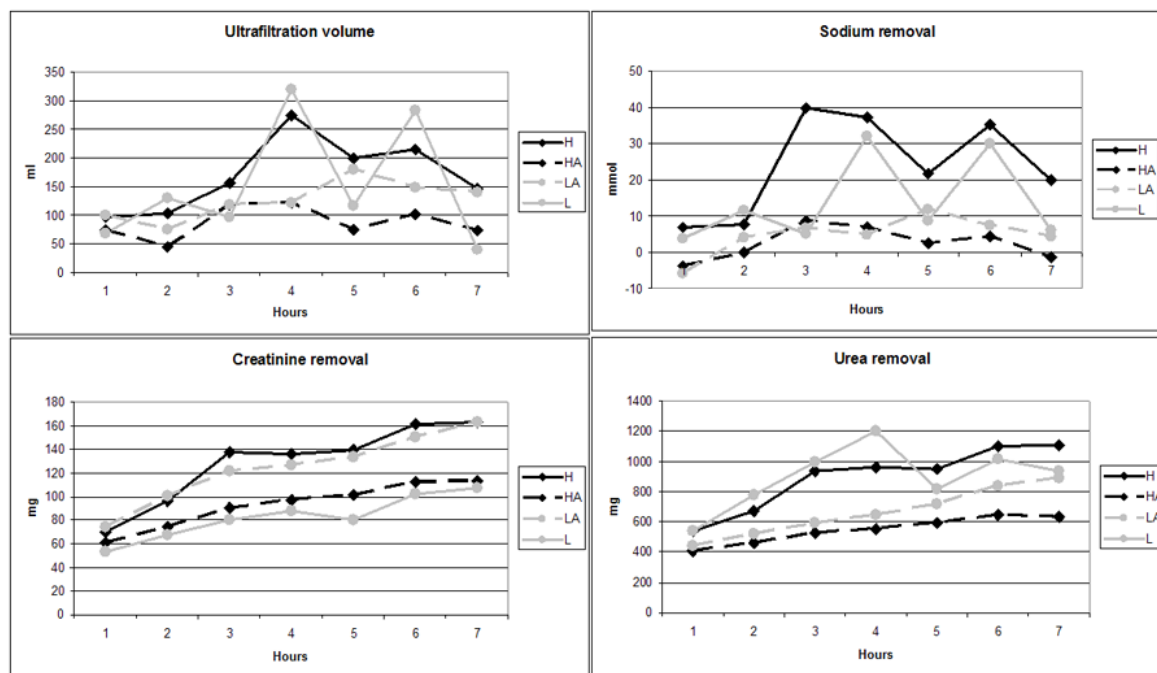 Ultrafiltration volume
350
300
250
200
150
100
50
0
ml
1 2 3 4 5 6 7
Hours
H
HA
LA
L
Sodium removal
50
40
30
20
10
0
-10
mmol
1 2 3 4 5 6 7
Hours
H
HA
LA
L
Creatinine removal
180
160
140
120
100
80
60
40
20
0
mg
1 2 3 4 5 6 7
Hours
H
HA
LA
L
Urea removal
1400
1200
1000
800
600
400
200
0
mg
1 2 3 4 5 6 7
Hours
H
HA
LA
L